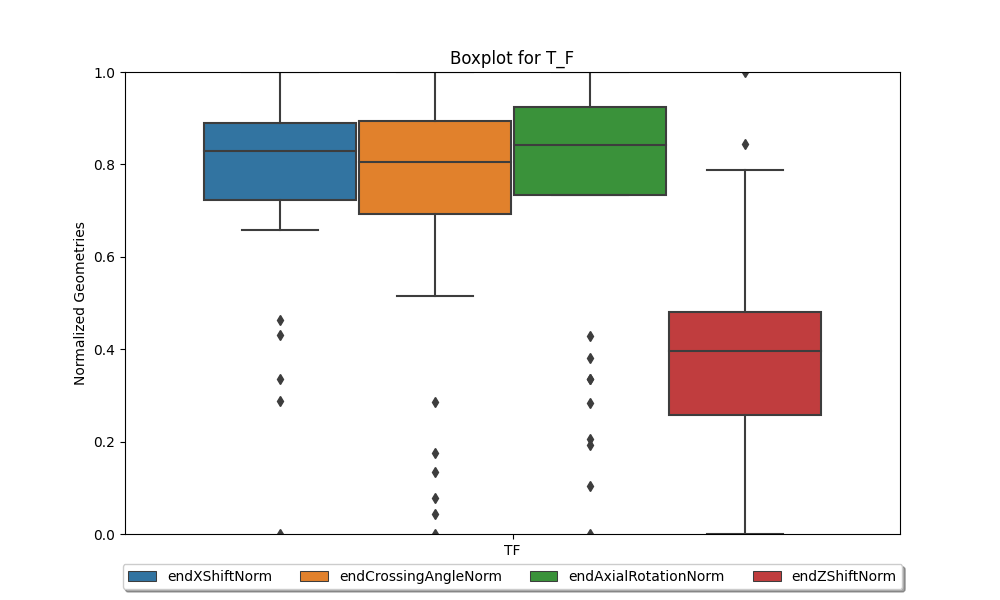 Boxplot for T_F
1.0
0.8
0.6
0.4
0.2
0.0
Normalized Geometries
TF
endXShiftNorm endCrossingAngleNorm endAxialRotationNorm endZShiftNorm